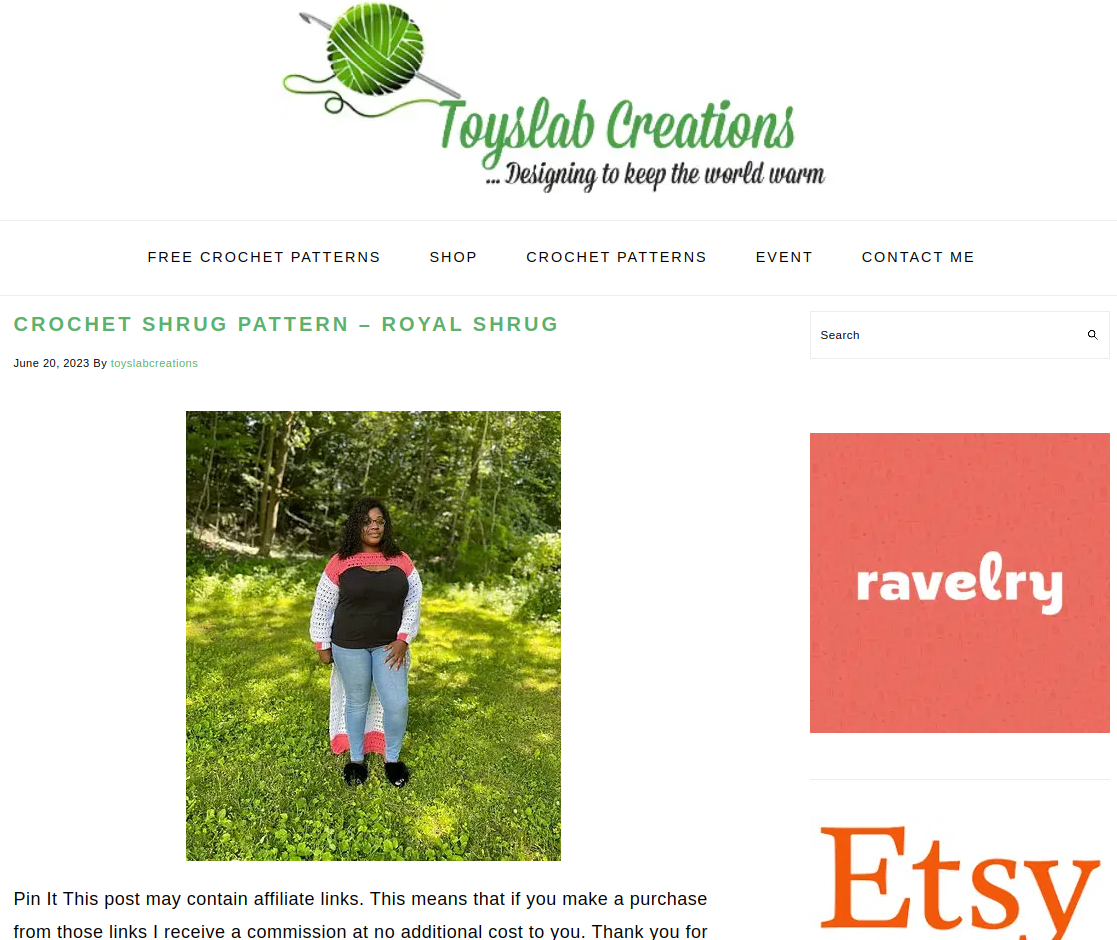 Toyslab Creations
... Designing to keep the world warm
FREE CROCHET PATTERNS SHOP CROCHET PATTERNS EVENT CONTACT ME
CROCHET SHRUG PATTERN – ROYAL SHRUG
June 20, 2023 By toyslabcreations
Pin It This post may contain affiliate links. This means that if you make a purchase
from those links I receive a commission at no additional cost to you. Thank you for
Search
ravelry
Etsy